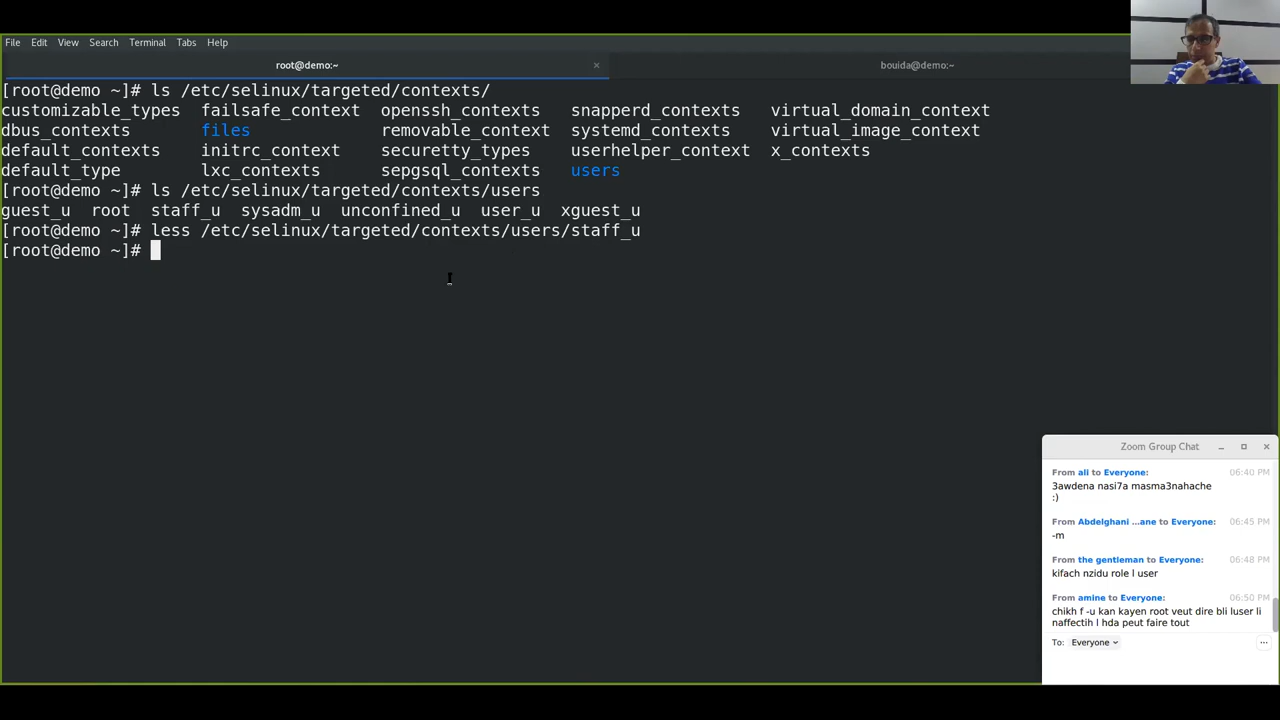 File Edit View Search Terminal Tabs Help
root@demo:~ × bouida@demo:~
[root@demo ~]# ls /etc/selinux/targeted/contexts/
customizable_types failsafe_context openssh_contexts snapperd_contexts virtual_domain_context
dbus_contexts files removable_context systemd_contexts virtual_image_context
default_contexts initrc_context securetty_types userhelper_context x_contexts
default_type lxc_contexts sepgsql_contexts users
[root@demo ~]# ls /etc/selinux/targeted/contexts/users
guest_u root staff_u sysadm_u unconfined_u user_u xguest_u
[root@demo ~]# less /etc/selinux/targeted/contexts/users/staff_u
[root@demo ~]#
Zoom Group Chat
From ali to Everyone: 06:40 PM
3awdena nasi7a masma3nahache
:)
From Abdelghani ...ane to Everyone: 06:45 PM
-m
From the gentleman to Everyone: 06:48 PM
kifach nzidu role l user
From amine to Everyone: 06:50 PM
chikh f -u kan kayen root veut dire bli luser li
naffectih l hda peut faire tout
To: Everyone